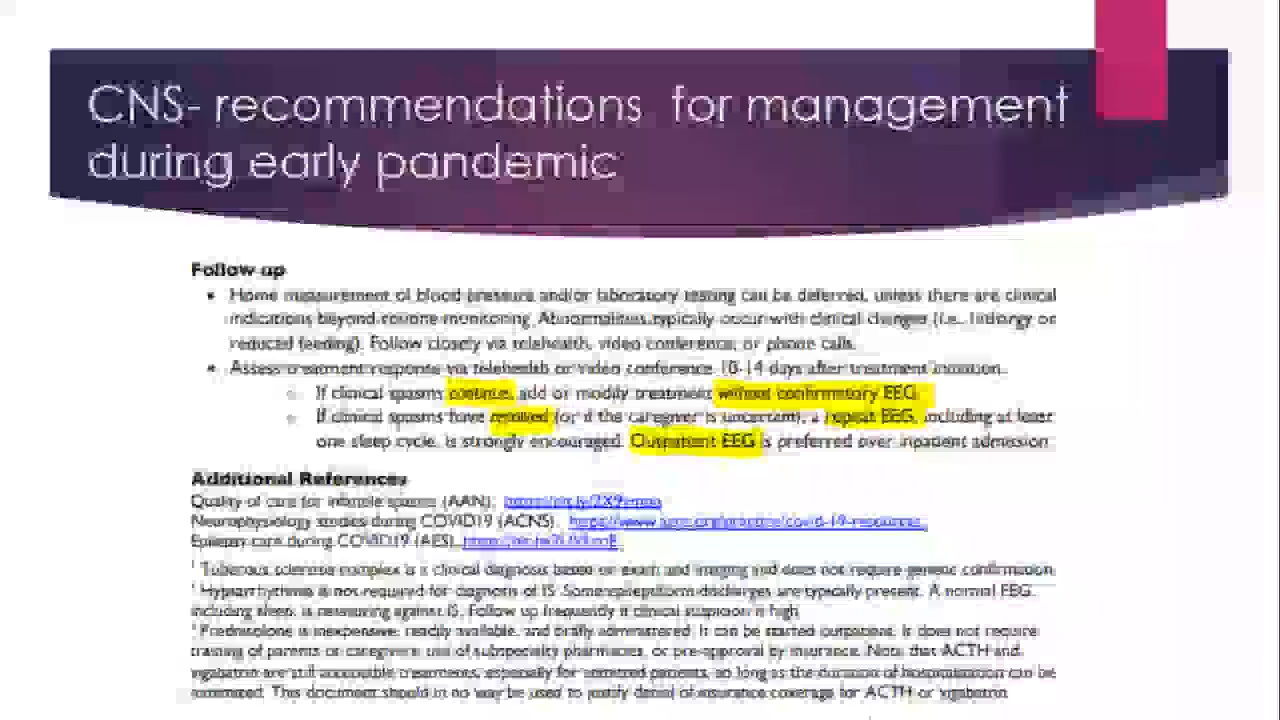 CNS- recommendations for management
during early pandemic
Follow up
• Home measurement of blood pressure and/or laboratory testing can be deferred, unless there are clinical
indications beyond routine monitoring. Abnormalities typically occur with clinical changes (i.e., lethargy or
reduced feeding). Follow closely via telehealth, video conference, or phone calls.
• Assess treatment response via telehealth or video conference 10-14 days after treatment initiation.
○ If clinical spasms continue, add or modify treatment without confirmatory EEG.
○ If clinical spasms have resolved (or if the caregiver is uncertain), a repeat EEG, including at least
one sleep cycle, is strongly encouraged. Outpatient EEG is preferred over inpatient admission.
Additional References
Quality of care for infantile spasms (AAN):
Neurophysiology studies during COVID19 (ACNS):
Epilepsy care during COVID19 (AES):
Tuberous sclerosis complex is a clinical diagnosis based on exam and imaging and does not require genetic confirmation.
Hypsarrhythmia is not required for diagnosis of IS. Some epileptiform discharges are typically present. A normal EEG,
including sleep, is reassuring against IS. Follow up frequently if clinical suspicion is high.
Prednisolone is inexpensive, readily available, and orally administered. It can be started outpatient. It does not require
training of parents or caregivers, use of subspecialty pharmacies, or pre-approval by insurance. Note that ACTH and
vigabatrin are still accessible treatments, especially for admitted patients, so long as the duration of hospitalization can be
minimized. This document should in no way be used to justify denial of insurance coverage for ACTH or vigabatrin.